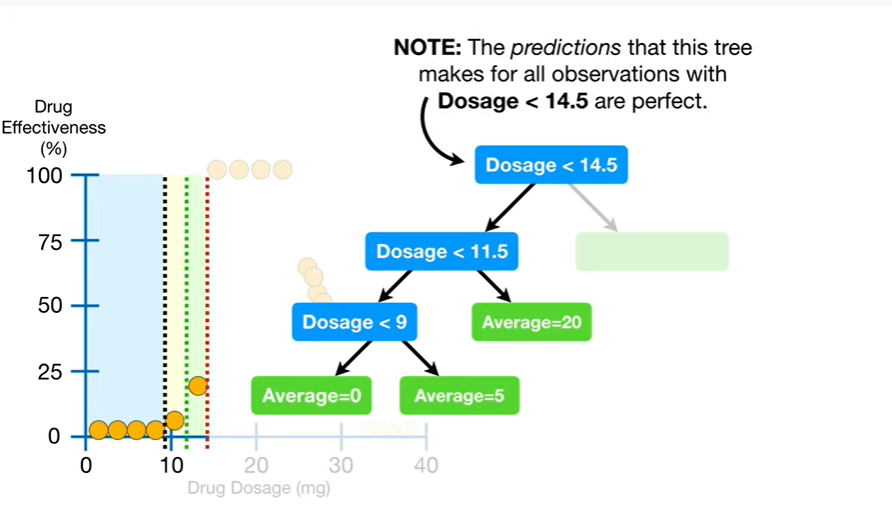 NOTE: The predictions that this tree
makes for all observations with
Dosage < 14.5 are perfect.
Drug
Effectiveness
(%)
100
75
50
25
0
0
10
20
30
40
Drug Dosage (mg)
Dosage < 14.5
Dosage < 11.5
Dosage < 9
Average=20
Average=0
Average=5